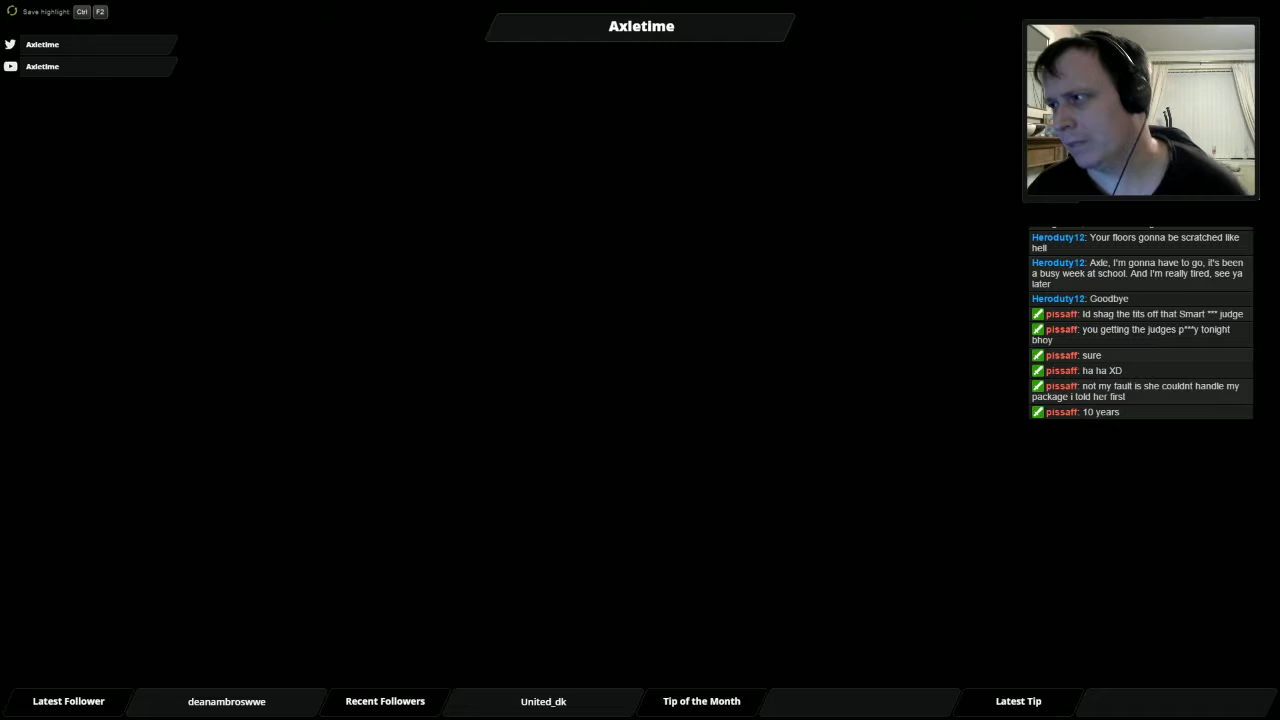 Save highlight: Ctrl F2
Axletime
Axletime
Axletime
Heroduty12: Your floors gonna be scratched like
hell
Heroduty12: Axle, I'm gonna have to go, it's been
a busy week at school. And I'm really tired, see ya
later
Heroduty12: Goodbye
pissaff: Id shag the tits off that Smart *** judge
pissaff: you getting the judges p***y tonight
bhoy
pissaff: sure
pissaff: ha ha XD
pissaff: not my fault is she couldnt handle my
package i told her first
pissaff: 10 years
Latest Follower deanambroswwe Recent Followers United_dk Tip of the Month Latest Tip